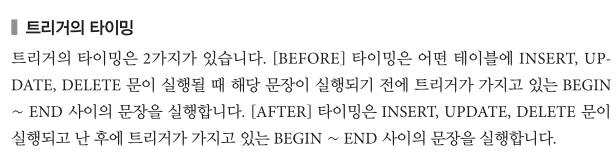 트리거의 타이밍
트리거의 타이밍은 2가지가 있습니다. [BEFORE] 타이밍은 어떤 테이블에 INSERT, UP-
DATE, DELETE 문이 실행될 때 해당 문장이 실행되기 전에 트리거가 가지고 있는 BEGIN
~ END 사이의 문장을 실행합니다. [AFTER] 타이밍은 INSERT, UPDATE, DELETE 문이
실행되고 난 후에 트리거가 가지고 있는 BEGIN ~ END 사이의 문장을 실행합니다.